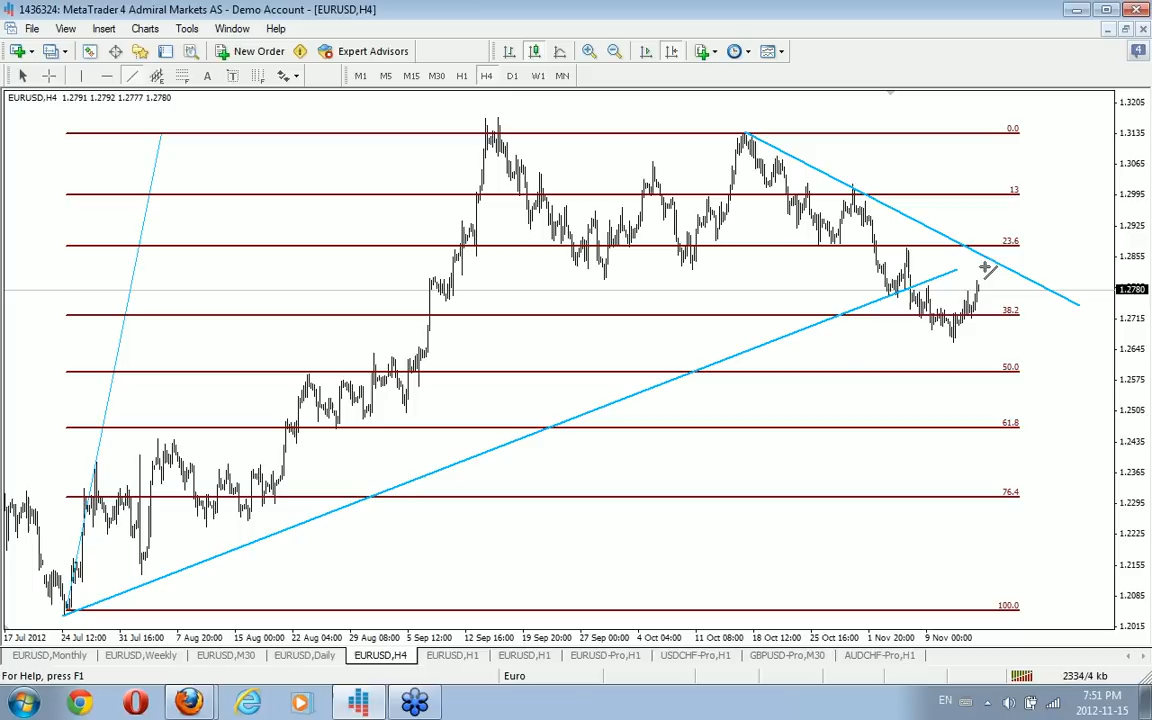 1436324: MetaTrader 4 Admiral Markets AS - Demo Account - [EURUSD,H4]
File View Insert Charts Tools Window Help
New Order Expert Advisors 4
A T M1 M5 M15 M30 H1 H4 D1 W1 MN
EURUSD,H4 1.2791 1.2792 1.2777 1.2780
1.3205
0.0 1.3135
1.3065
13 1.2995
1.2925
23.6
1.2855
1.2780
38.2 1.2715
1.2645
50.0
1.2575
1.2505
61.8
1.2435
1.2365
76.4
1.2295
1.2225
1.2155
100.0 1.2085
1.2015
17 Jul 2012 24 Jul 12:00 31 Jul 16:00 7 Aug 20:00 15 Aug 00:00 22 Aug 04:00 29 Aug 08:00 5 Sep 12:00 12 Sep 16:00 19 Sep 20:00 27 Sep 00:00 4 Oct 04:00 11 Oct 08:00 18 Oct 12:00 25 Oct 16:00 1 Nov 20:00 9 Nov 00:00
EURUSD,Monthly EURUSD,Weekly EURUSD,M30 EURUSD,Daily EURUSD,H4 EURUSD,H1 EURUSD,H1 EURUSD-Pro,H1 USDCHF-Pro,H1 GBPUSD-Pro,M30 AUDCHF-Pro,H1
For Help, press F1 Euro 2334/4 kb
EN 7:51 PM
2012-11-15